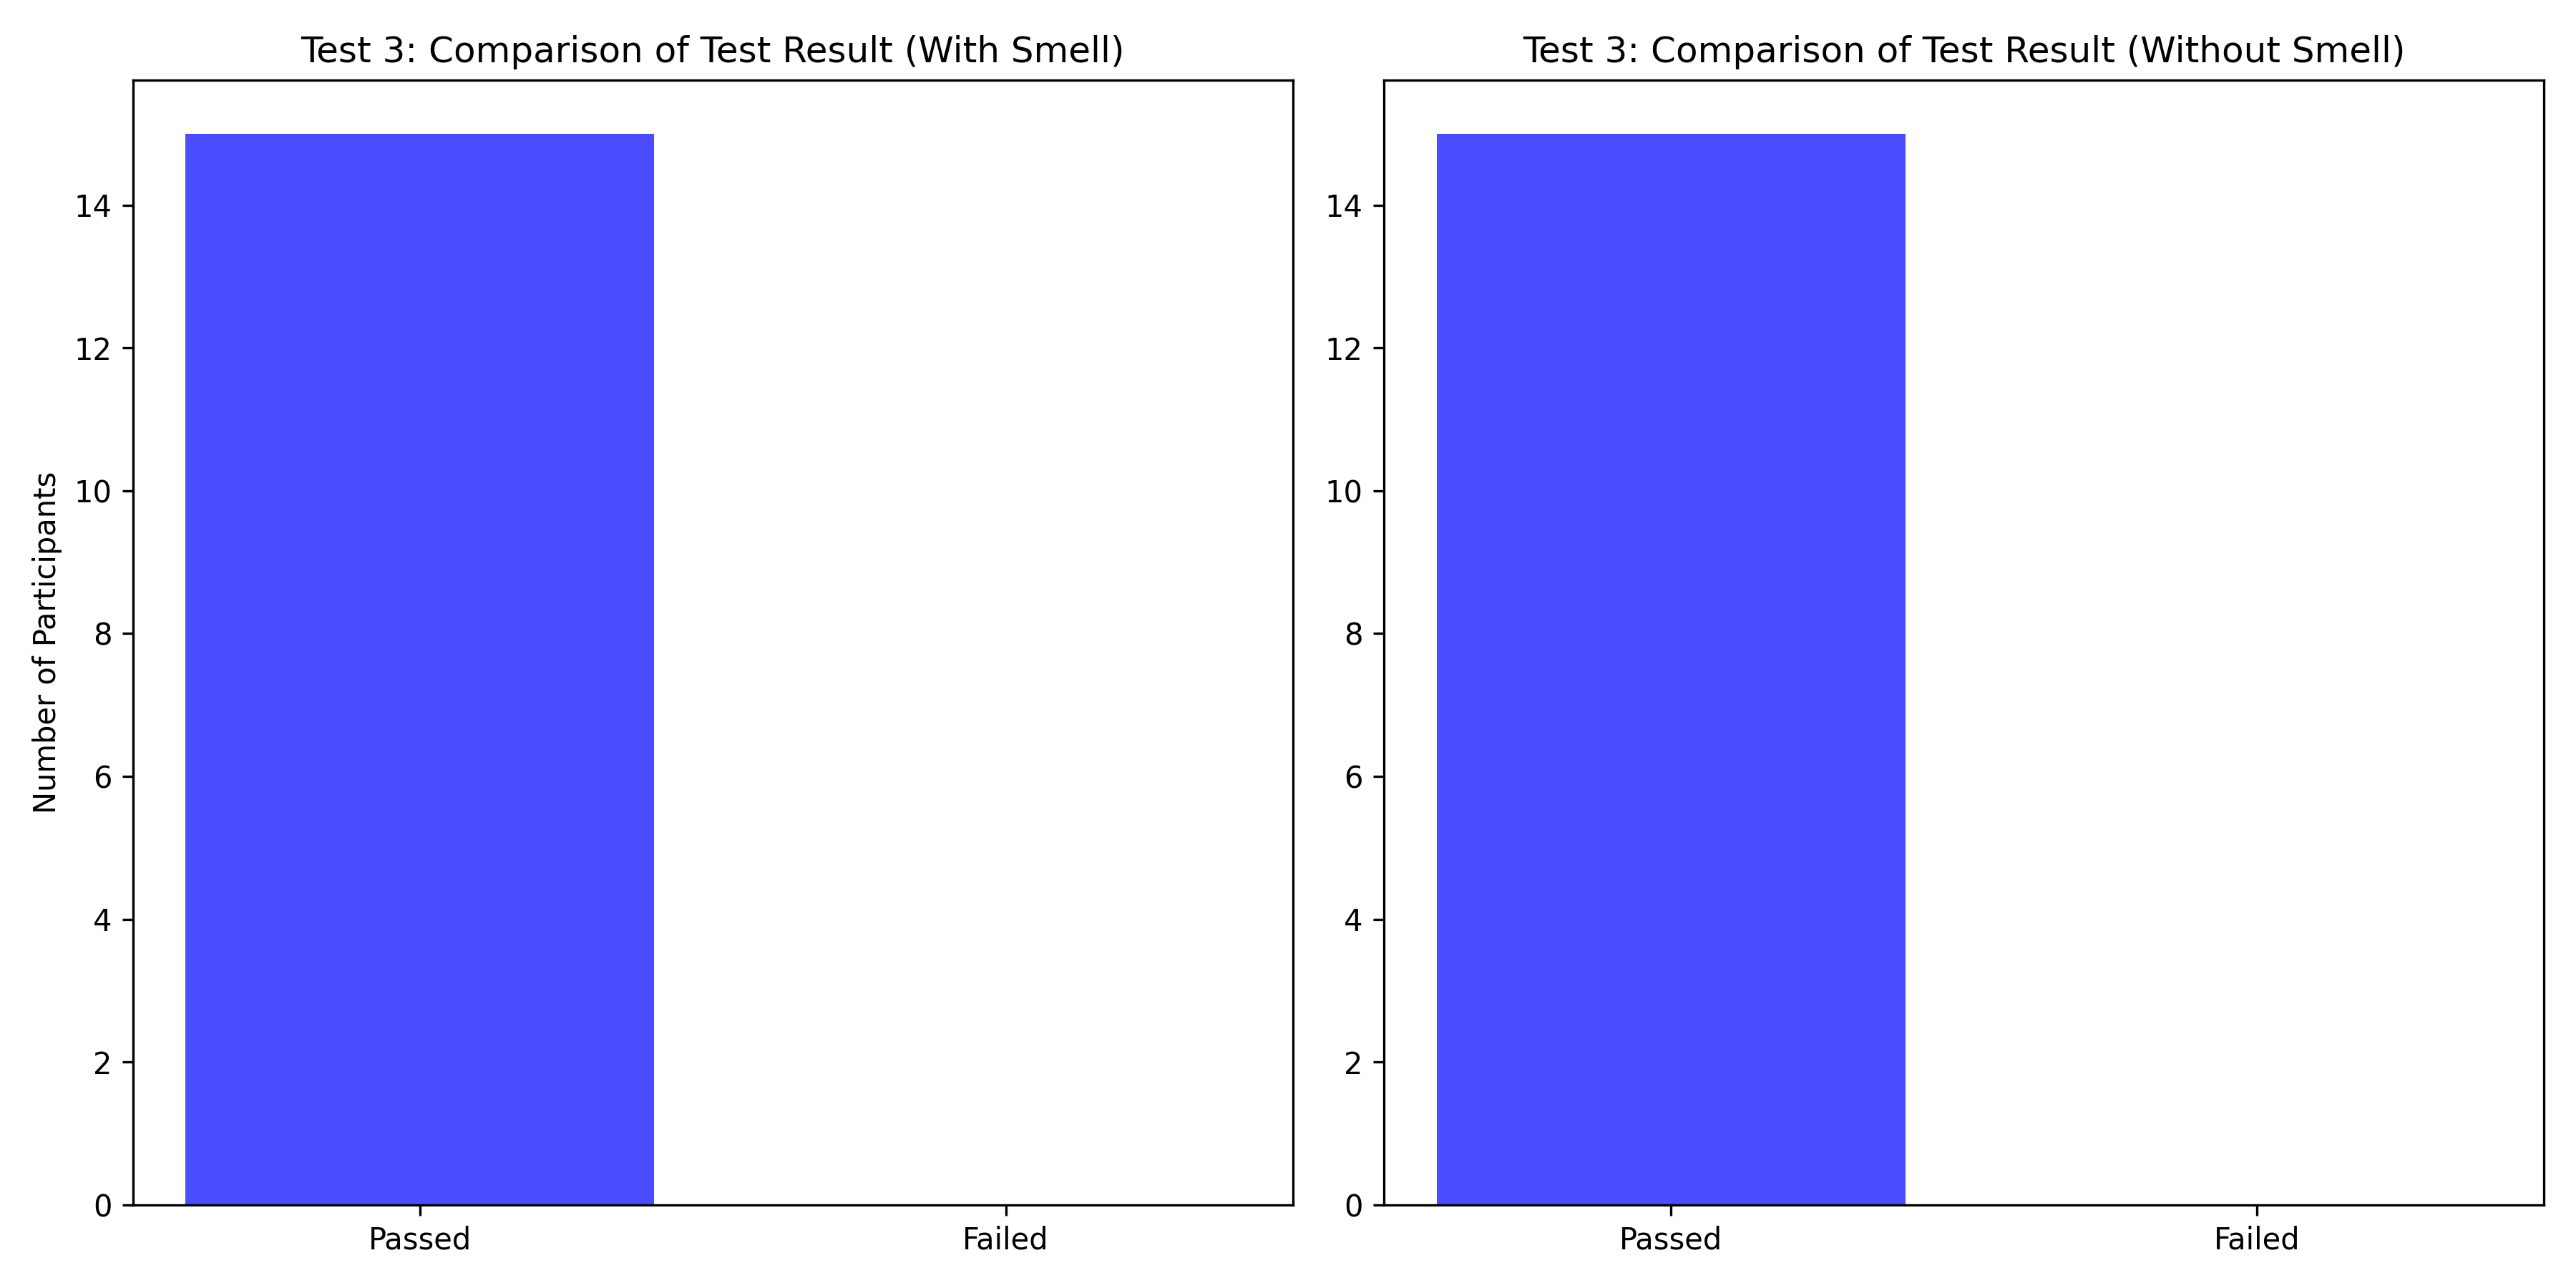 Test 3: Comparison of Test Result (With Smell)
Number of Participants
14
12
10
8
6
4
2
0
Passed
Failed
Test 3: Comparison of Test Result (Without Smell)
14
12
10
8
6
4
2
0
Passed
Failed